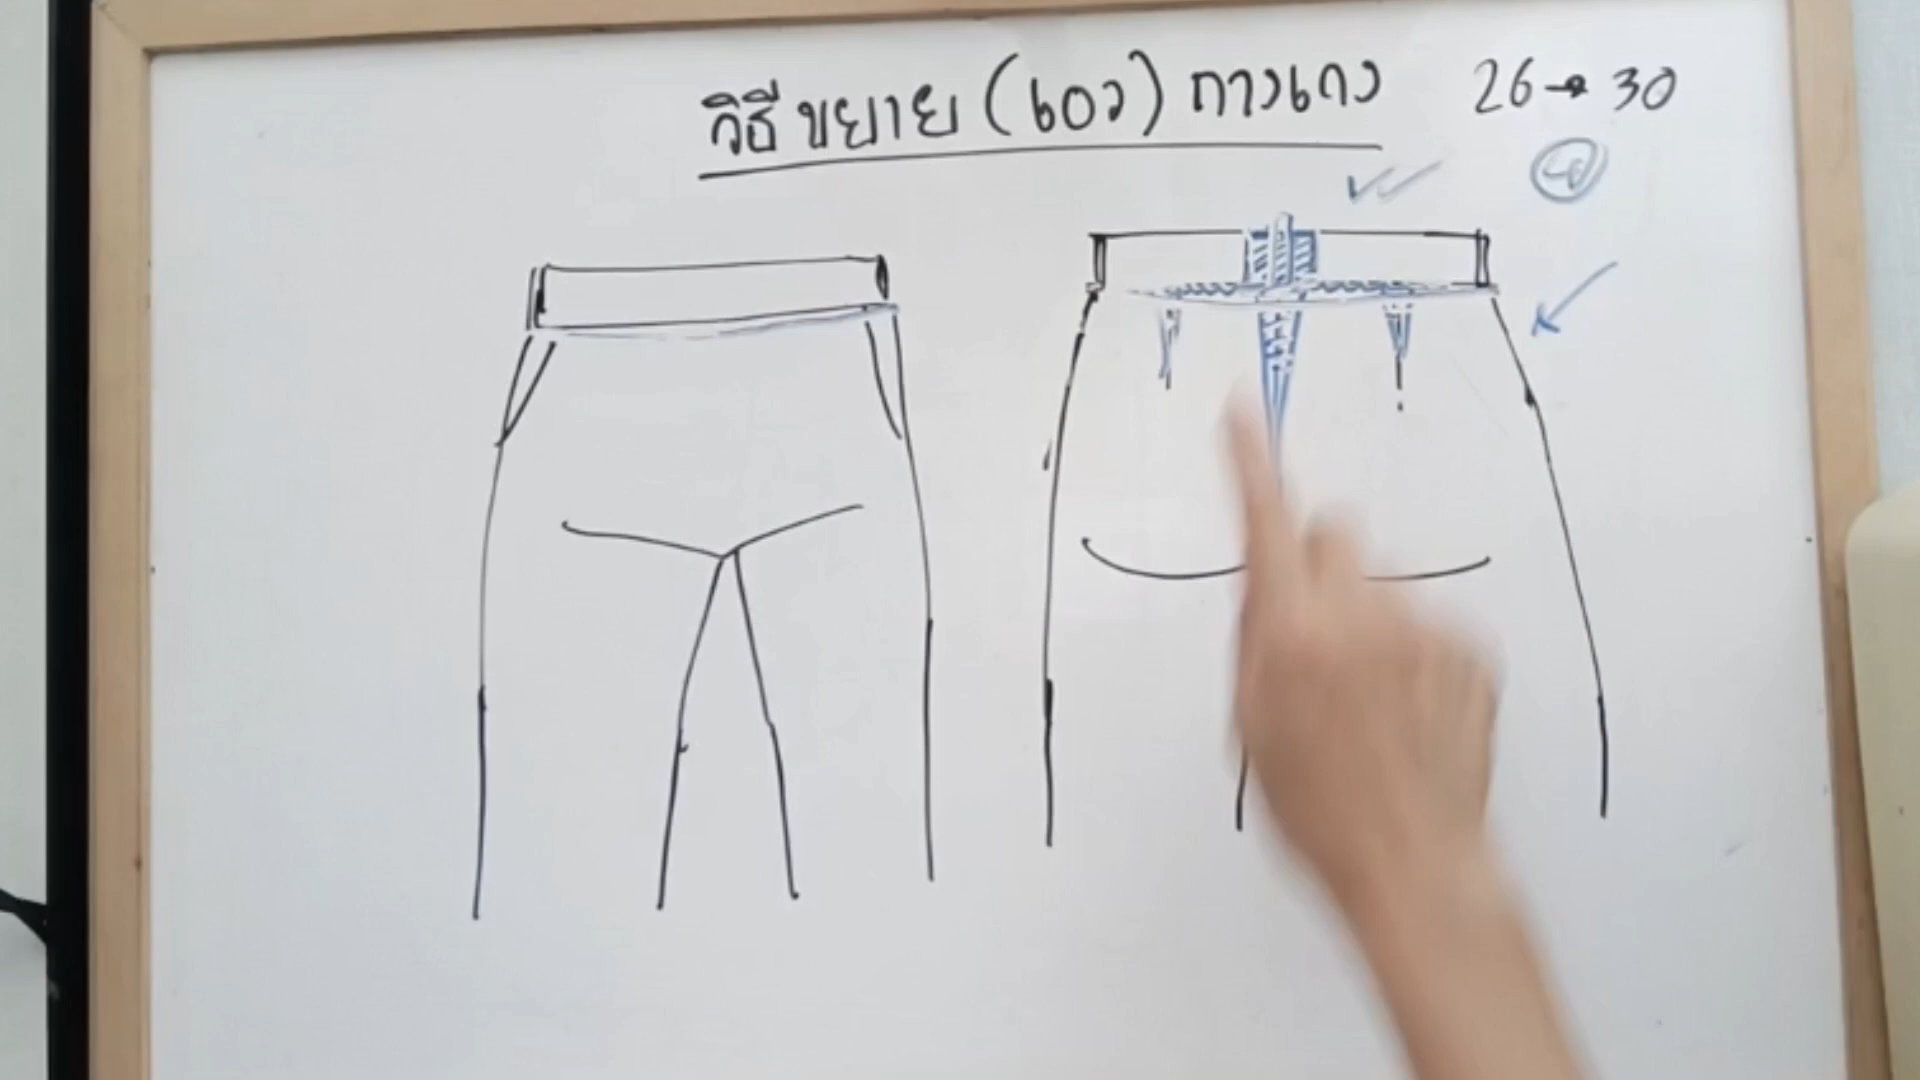 วิธี ขยาย (เอว) กางเกง 26 → 30